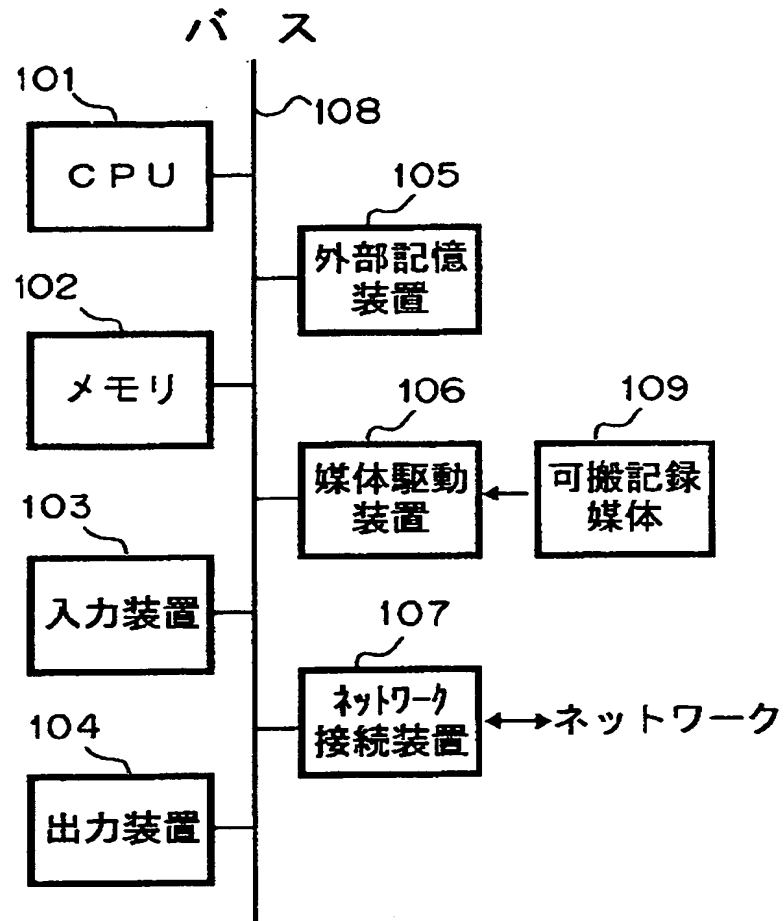 バス
101
108
CPU
105
外部記憶
装置
102
メモリ
106
109
媒体駆動
装置
可搬記録
媒体
103
入力装置
107
ネットワーク
接続装置
ネットワーク
104
出力装置